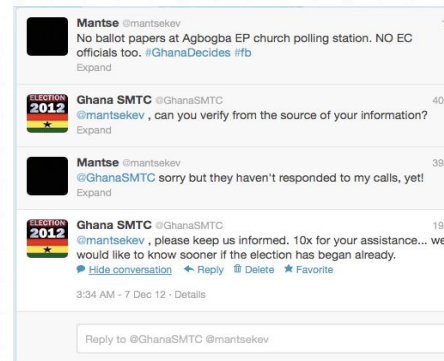 Mantse @mantsekev
No ballot papers at Agbogba EP church polling station. NO EC
officials too. #GhanaDecides #fb
Expand
ELECTION
2012
Ghana SMTC @GhanaSMTC 40
@mantsekev , can you verify from the source of your information?
Expand
Mantse @mantsekev 39
@GhanaSMTC sorry but they haven't responded to my calls, yet!
Expand
ELECTION
2012
Ghana SMTC @GhanaSMTC 19
@mantsekev , please keep us informed. 10x for your assistance... we
would like to know sooner if the election has began already.
Hide conversation Reply Delete Favorite
3:34 AM - 7 Dec 12 · Details
Reply to @GhanaSMTC @mantsekev